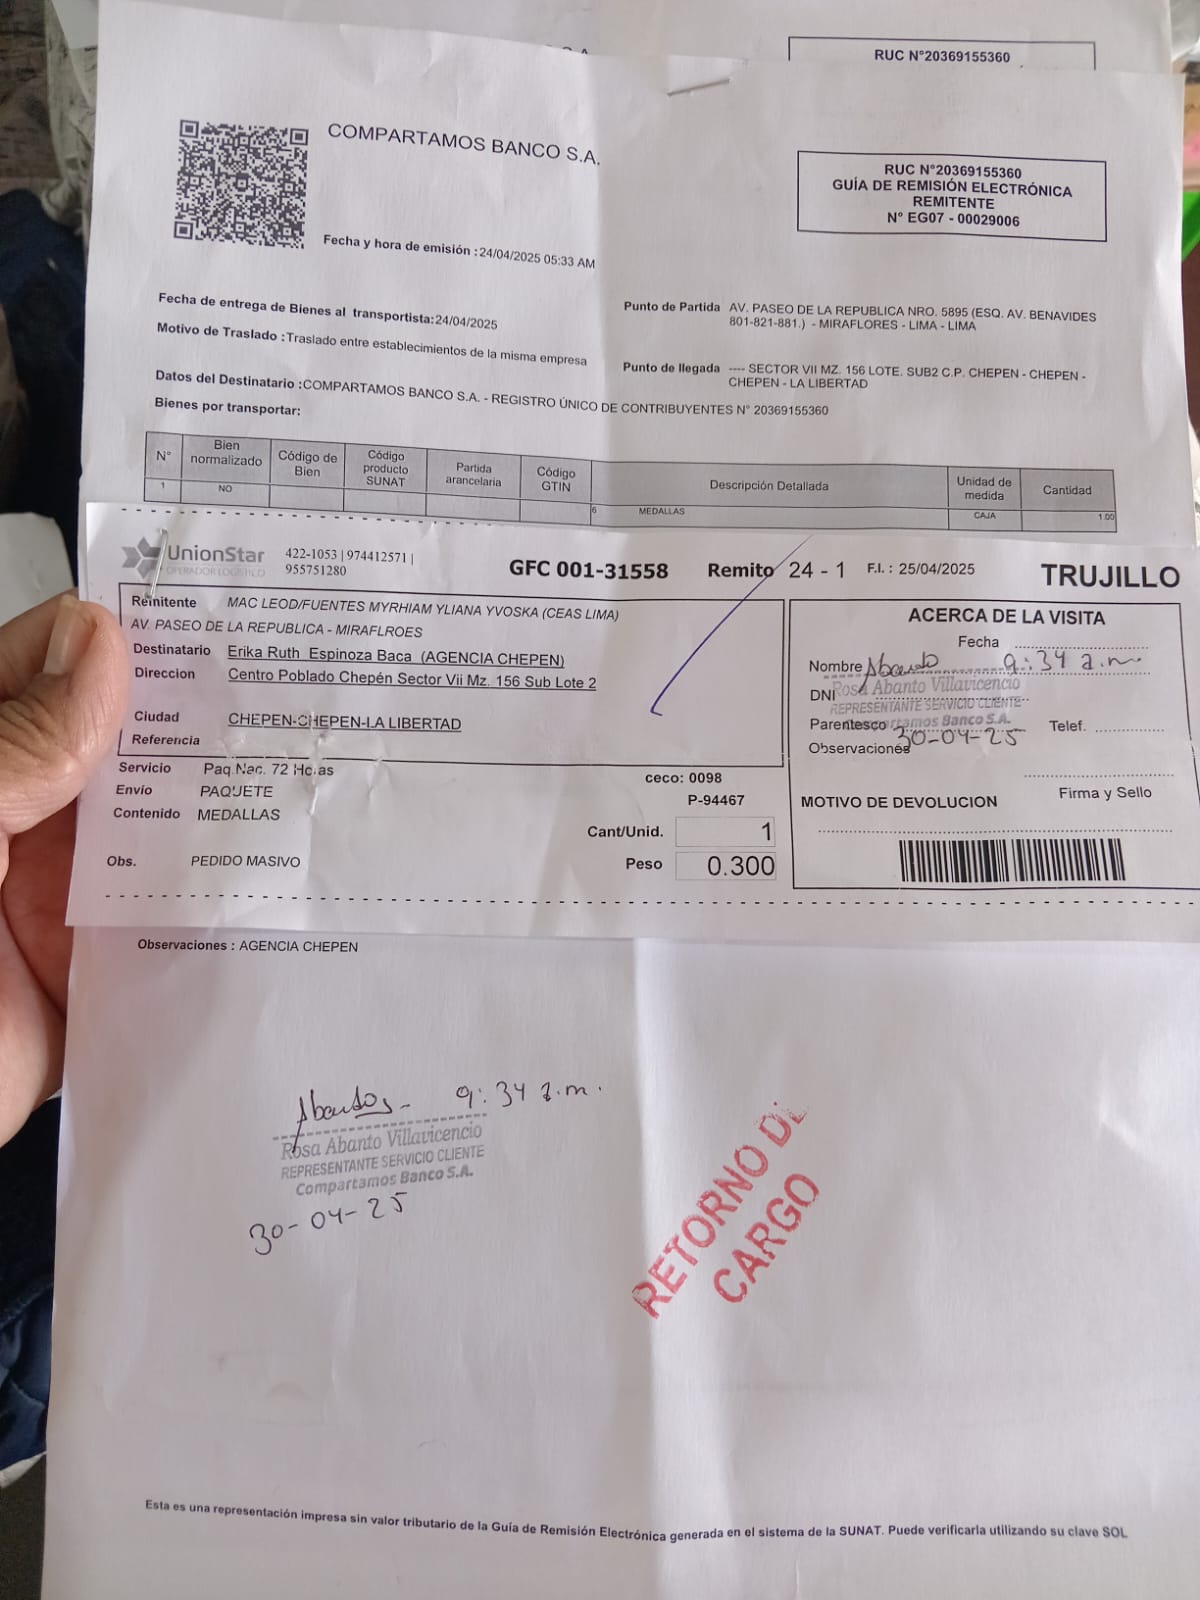 RUC N°20369155360
COMPARTAMOS BANCO S.A.
RUC N°20369155360
GUÍA DE REMISIÓN ELECTRÓNICA
REMITENTE
N° EG07 - 00029006
Fecha y hora de emisión :24/04/2025 05:33 AM
Fecha de entrega de Bienes al transportista:24/04/2025
Motivo de Traslado :Traslado entre establecimientos de la misma empresa
Datos del Destinatario :COMPARTAMOS BANCO S.A. - REGISTRO ÚNICO DE CONTRIBUYENTES N° 20369155360
Bienes por transportar:
Punto de Partida AV. PASEO DE LA REPUBLICA NRO. 5895 (ESQ. AV. BENAVIDES
801-821-881.) - MIRAFLORES - LIMA - LIMA
Punto de llegada ---- SECTOR VII MZ. 156 LOTE. SUB2 C.P. CHEPEN - CHEPEN -
CHEPEN - LA LIBERTAD
N° Bien normalizado Código de Bien Código producto SUNAT Partida arancelaria Código GTIN Descripción Detallada Unidad de medida Cantidad
1 NO 6 MEDALLAS CAJA 1.00
UnionStar
OPERADOR LOGISTICO
422-1053 | 974412571 |
955751280
GFC 001-31558 Remito 24 - 1 F.I. : 25/04/2025 TRUJILLO
Remitente MAC LEOD/FUENTES MYRHIAM YLIANA YVOSKA (CEAS LIMA)
AV. PASEO DE LA REPUBLICA - MIRAFLROES
Destinatario Erika Ruth Espinoza Baca (AGENCIA CHEPEN)
Direccion Centro Poblado Chepén Sector Vii Mz. 156 Sub Lote 2
Ciudad CHEPEN-CHEPEN-LA LIBERTAD
Referencia
Servicio Paq.Nac. 72 Horas
Envio PAQUETE
Contenido MEDALLAS
Obs. PEDIDO MASIVO
ceco: 0098
P-94467
Cant/Unid. 1
Peso 0.300
ACERCA DE LA VISITA
Fecha
Nombre Abanto 9:34 a.m
DNI Rosa Abanto Villavicencio
REPRESENTANTE SERVICIO CLIENTE
Parentesco Compartamos Banco S.A. Telef.
Observaciones 30-04-25
Firma y Sello
MOTIVO DE DEVOLUCION
Observaciones : AGENCIA CHEPEN
9:34 a.m.
Rosa Abanto Villavicencio
REPRESENTANTE SERVICIO CLIENTE
Compartamos Banco S.A.
30-04-25
RETORNO DE
CARGO
Esta es una representación impresa sin valor tributario de la Guía de Remisión Electrónica generada en el sistema de la SUNAT. Puede verificarla utilizando su clave SOL